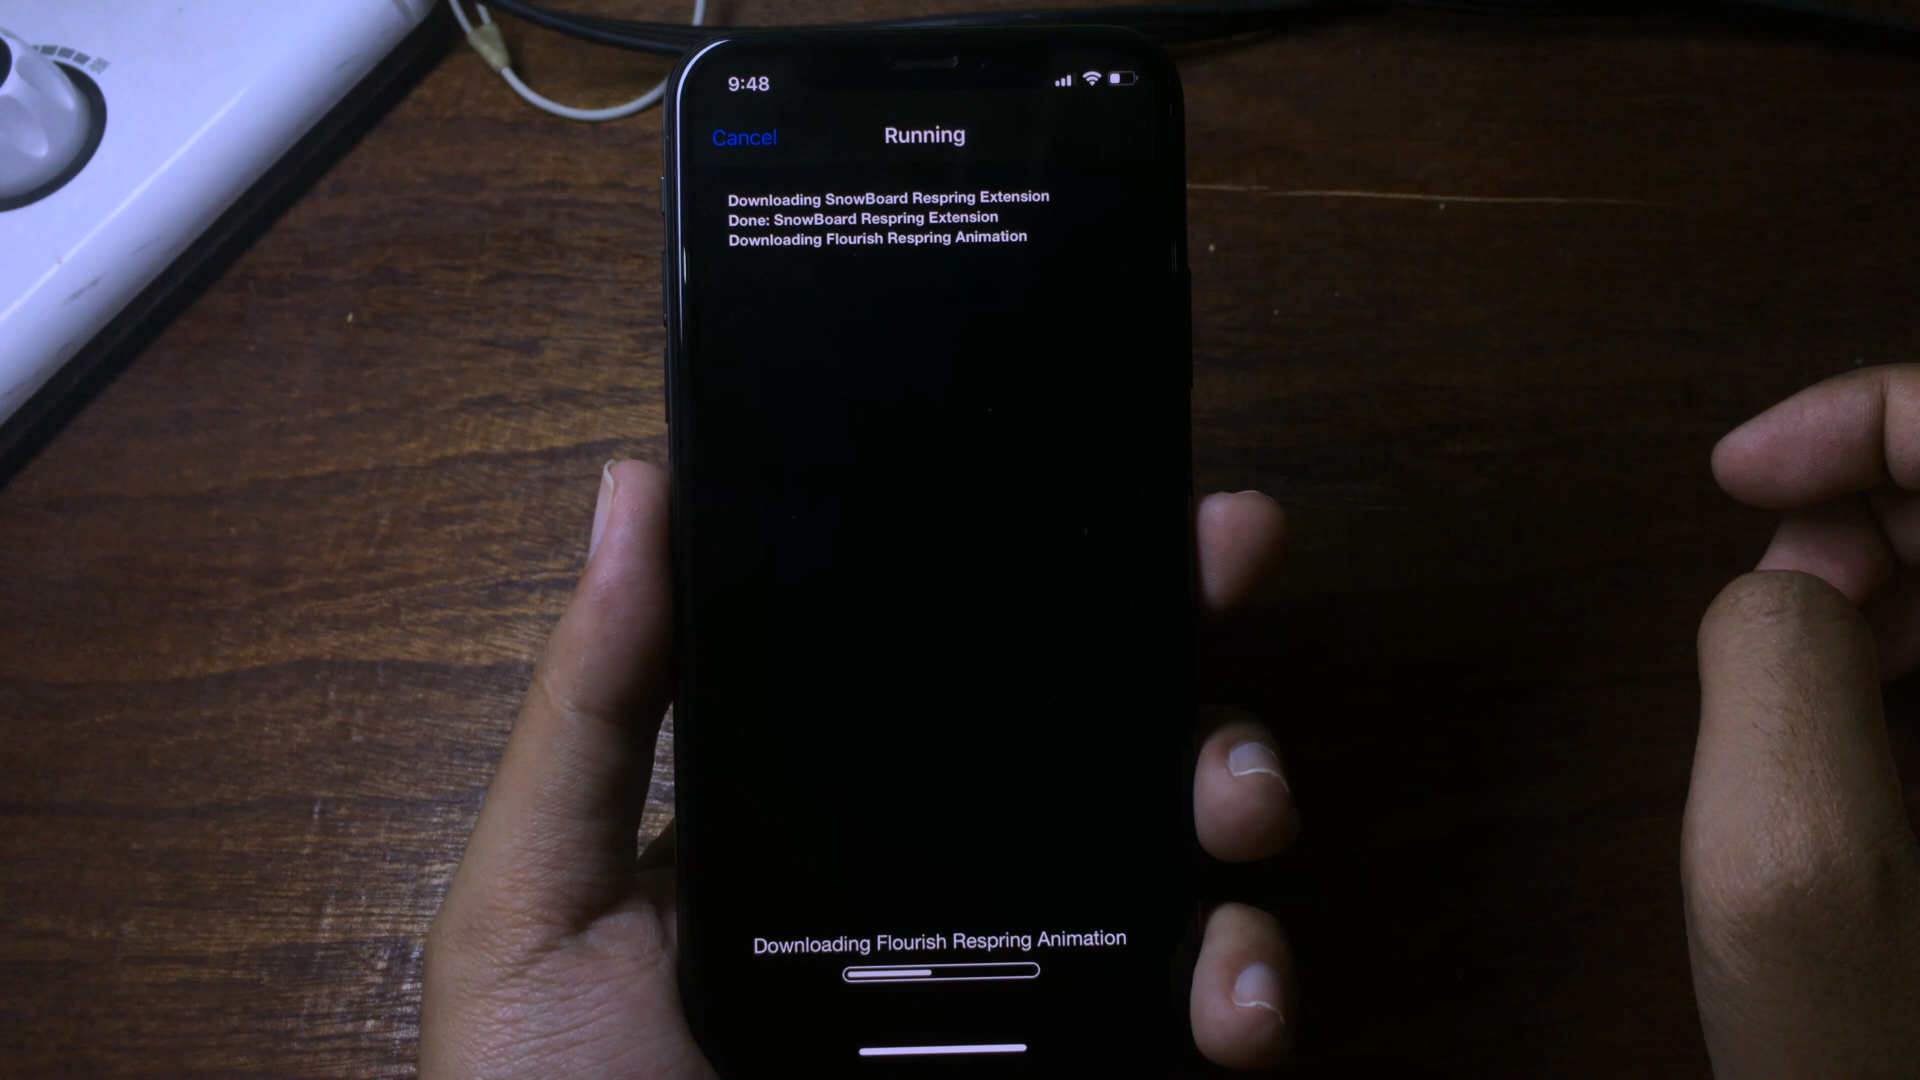 9:48
Cancel
Running
Downloading SnowBoard Respring Extension
Done: SnowBoard Respring Extension
Downloading Flourish Respring Animation
Downloading Flourish Respring Animation